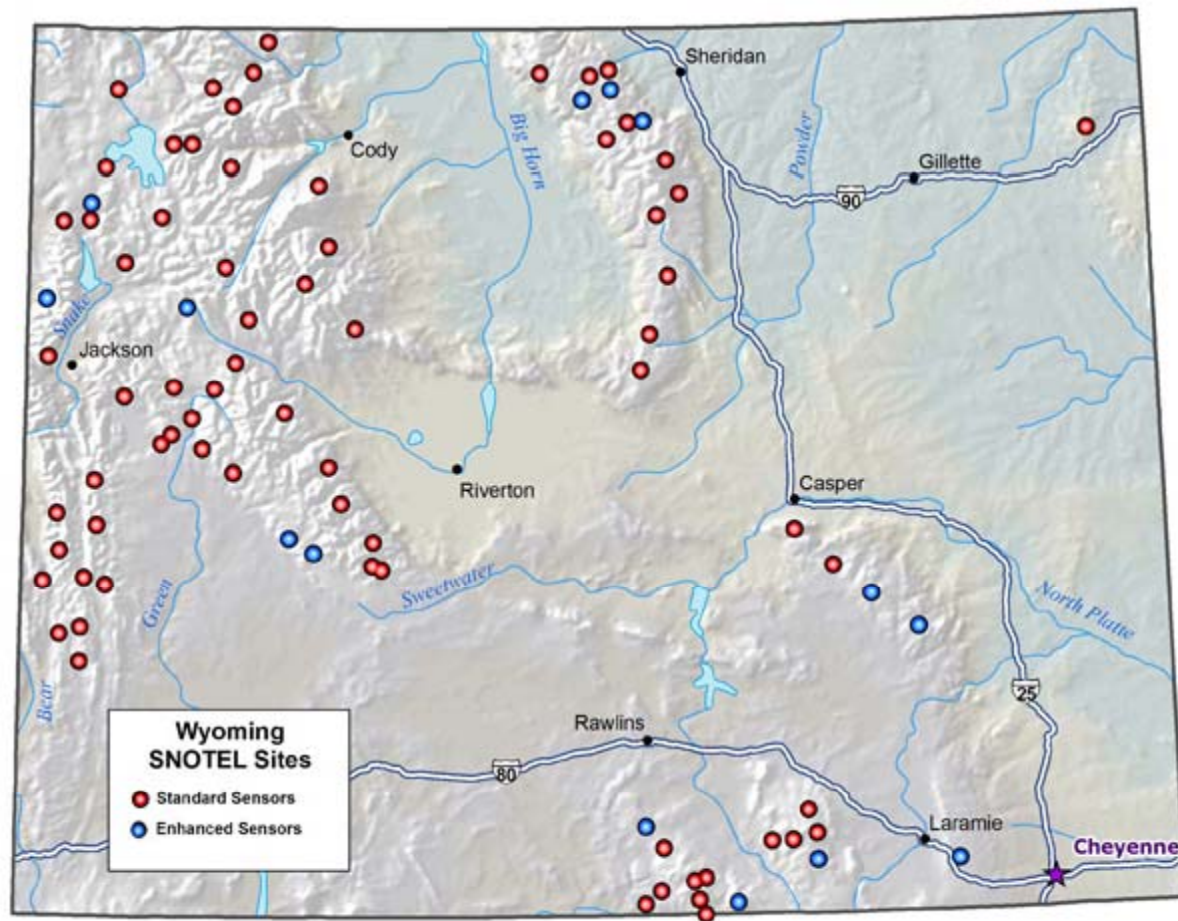 Sheridan
Cody
Big Horn
Powder
Gillette
90
Snake
Jackson
Riverton
Casper
Green
Sweetwater
North Platte
Bear
25
Rawlins
80
Laramie
Cheyenne
Wyoming
SNOTEL Sites
Standard Sensors
Enhanced Sensors